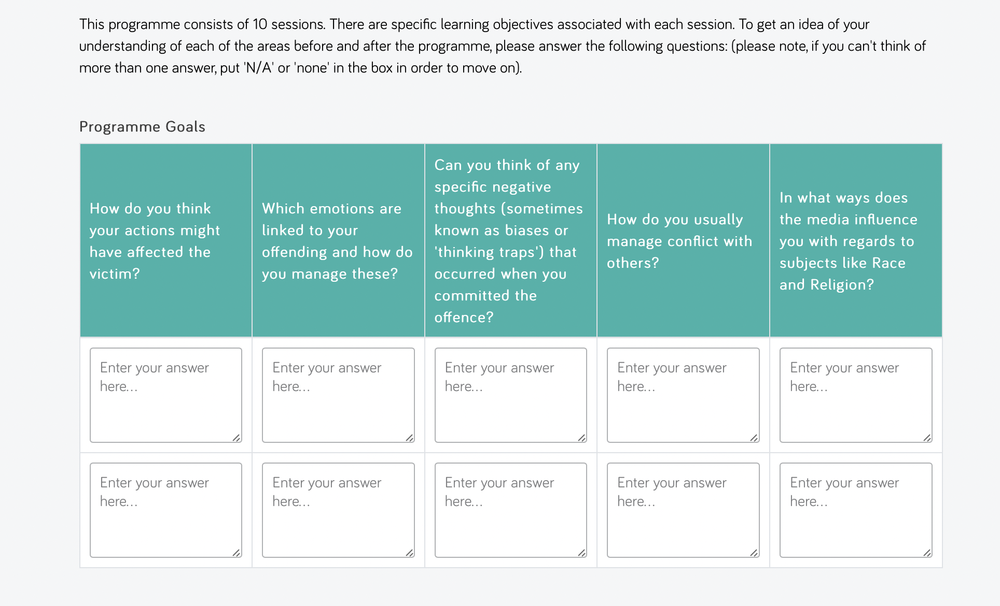 This programme consists of 10 sessions. There are specific learning objectives associated with each session. To get an idea of your
understanding of each of the areas before and after the programme, please answer the following questions: (please note, if you can't think of
more than one answer, put 'N/A' or 'none' in the box in order to move on).
Programme Goals
How do you think
your actions might
have affected the
victim?
Which emotions are
linked to your
offending and how do
you manage these?
Can you think of any
specific negative
thoughts (sometimes
known as biases or
'thinking traps') that
occurred when you
committed the
offence?
How do you usually
manage conflict with
others?
In what ways does
the media influence
you with regards to
subjects like Race
and Religion?
Enter your answer
here...
Enter your answer
here...
Enter your answer
here...
Enter your answer
here...
Enter your answer
here...
Enter your answer
here...
Enter your answer
here...
Enter your answer
here...
Enter your answer
here...
Enter your answer
here...